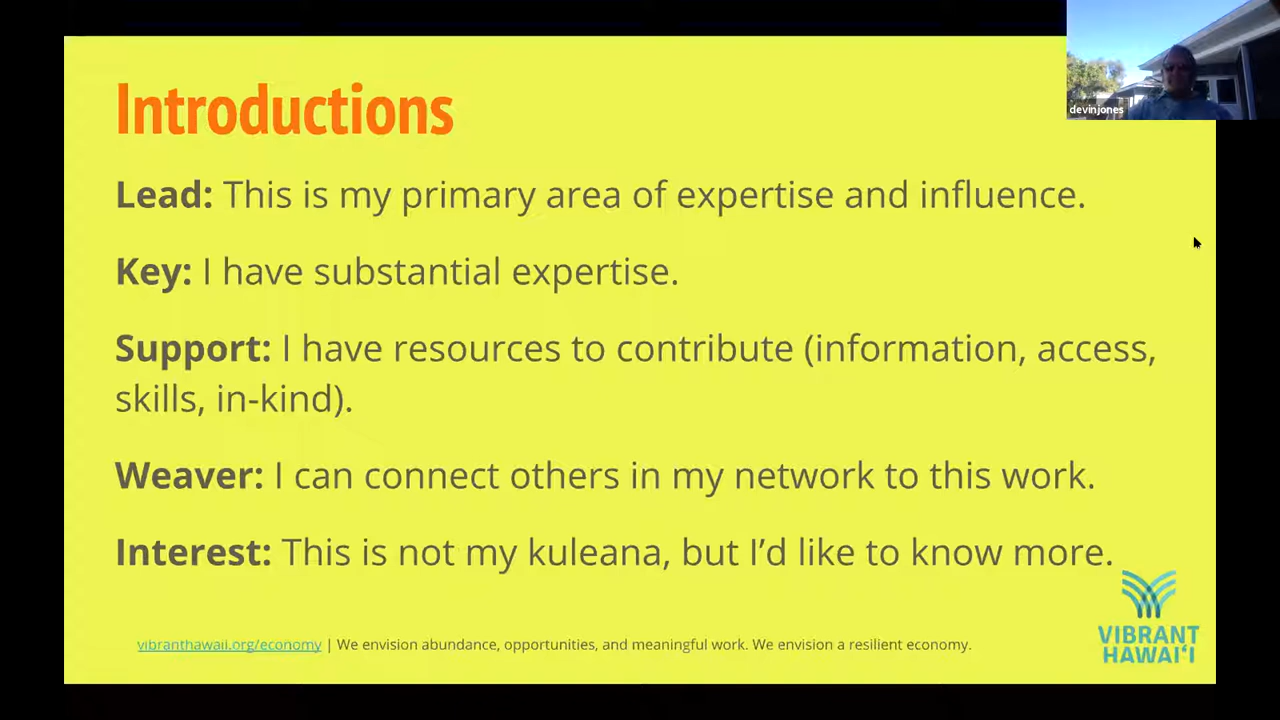 devinjones
Introductions
Lead: This is my primary area of expertise and influence.
Key: I have substantial expertise.
Support: I have resources to contribute (information, access,
skills, in-kind).
Weaver: I can connect others in my network to this work.
Interest: This is not my kuleana, but I’d like to know more.
vibranthawaii.org/economy | We envision abundance, opportunities, and meaningful work. We envision a resilient economy.
VIBRANT
HAWAI‘I